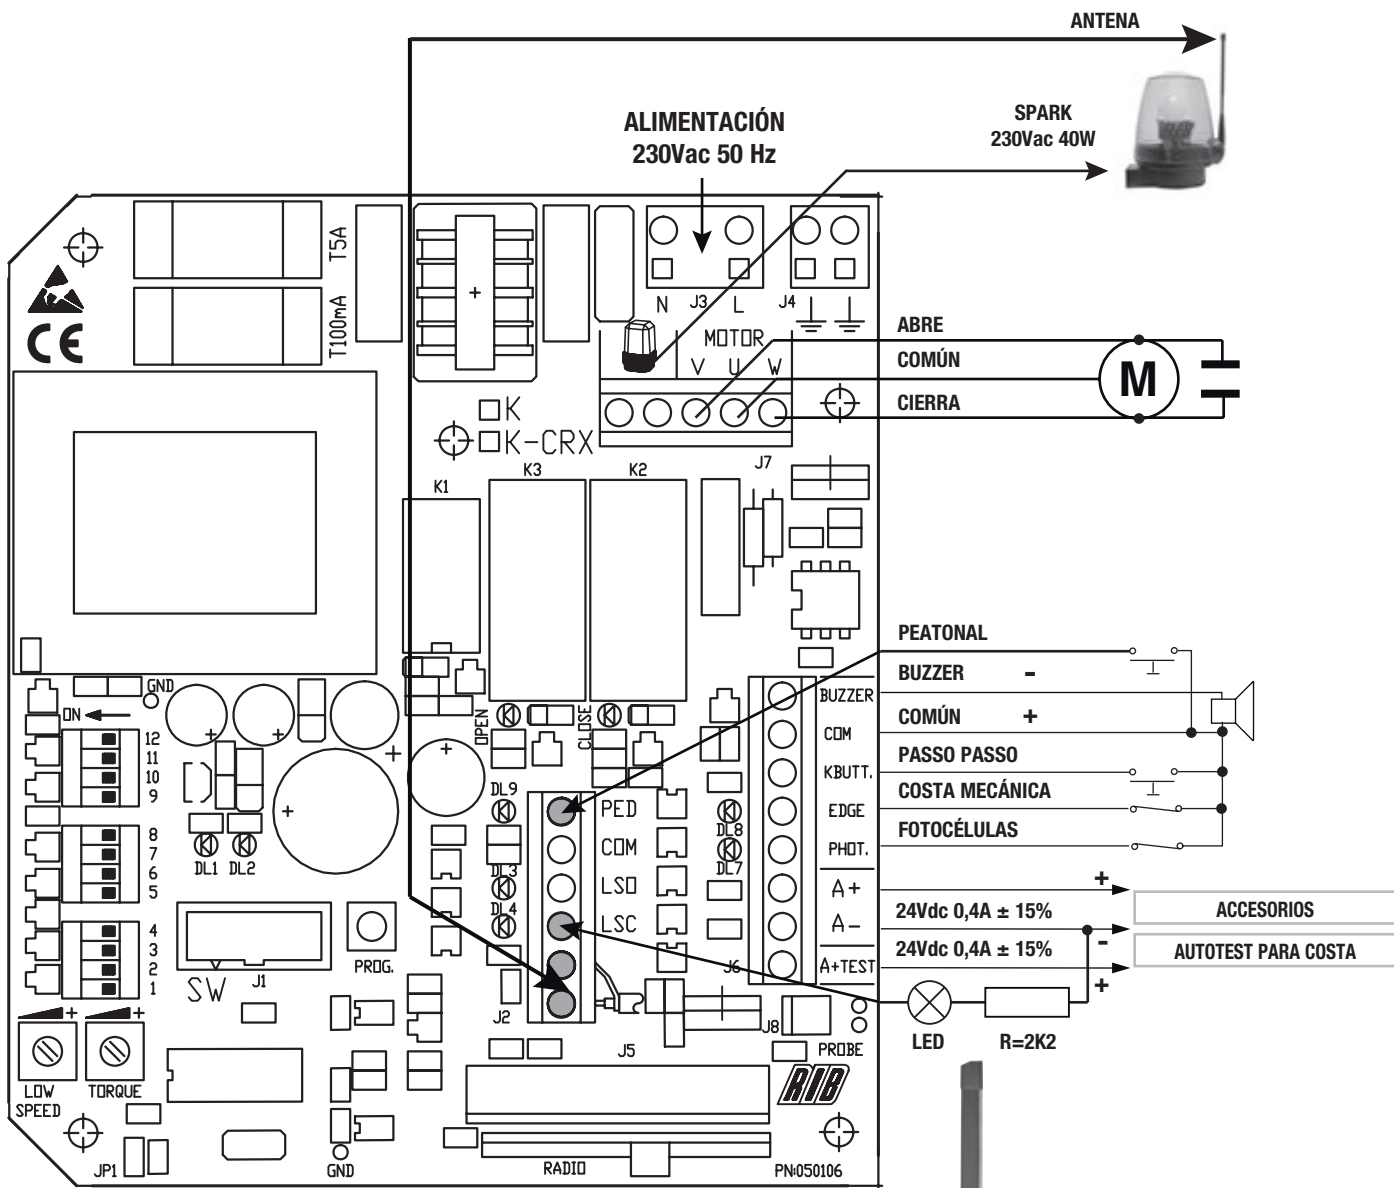 ANTENA
SPARK
230Vac 40W
ALIMENTACIÓN
230Vac 50 Hz
T5A
T100mA
CE
N J3 L J4
MOTOR
V U W
ABRE
COMÚN
CIERRA
M
K
K-CRX
J7
K1
K3
K2
PEATONAL
BUZZER -
COMÚN +
PASSO PASSO
COSTA MECÁNICA
FOTOCÉLULAS
BUZZER
COM
KBUTT.
EDGE
PHOT.
A+
A-
A+TEST
J6
+
24Vdc 0,4A ± 15%
ACCESORIOS
24Vdc 0,4A ± 15%
-
AUTOTEST PARA COSTA
+
LED
R=2K2
GND
ON
12
11
10
9
8
7
6
5
4
3
2
1
+
+
+
+
+
DL1 DL2
OPEN
CLOSE
DL9
DL3
DL4
DL8
DL7
PED
COM
LSO
LSC
J2
SW
J1
PROG.
+
+
LOW
SPEED
TORQUE
JP1
GND
J5
J8
PROBE
RIB
RADIO
PN:050106